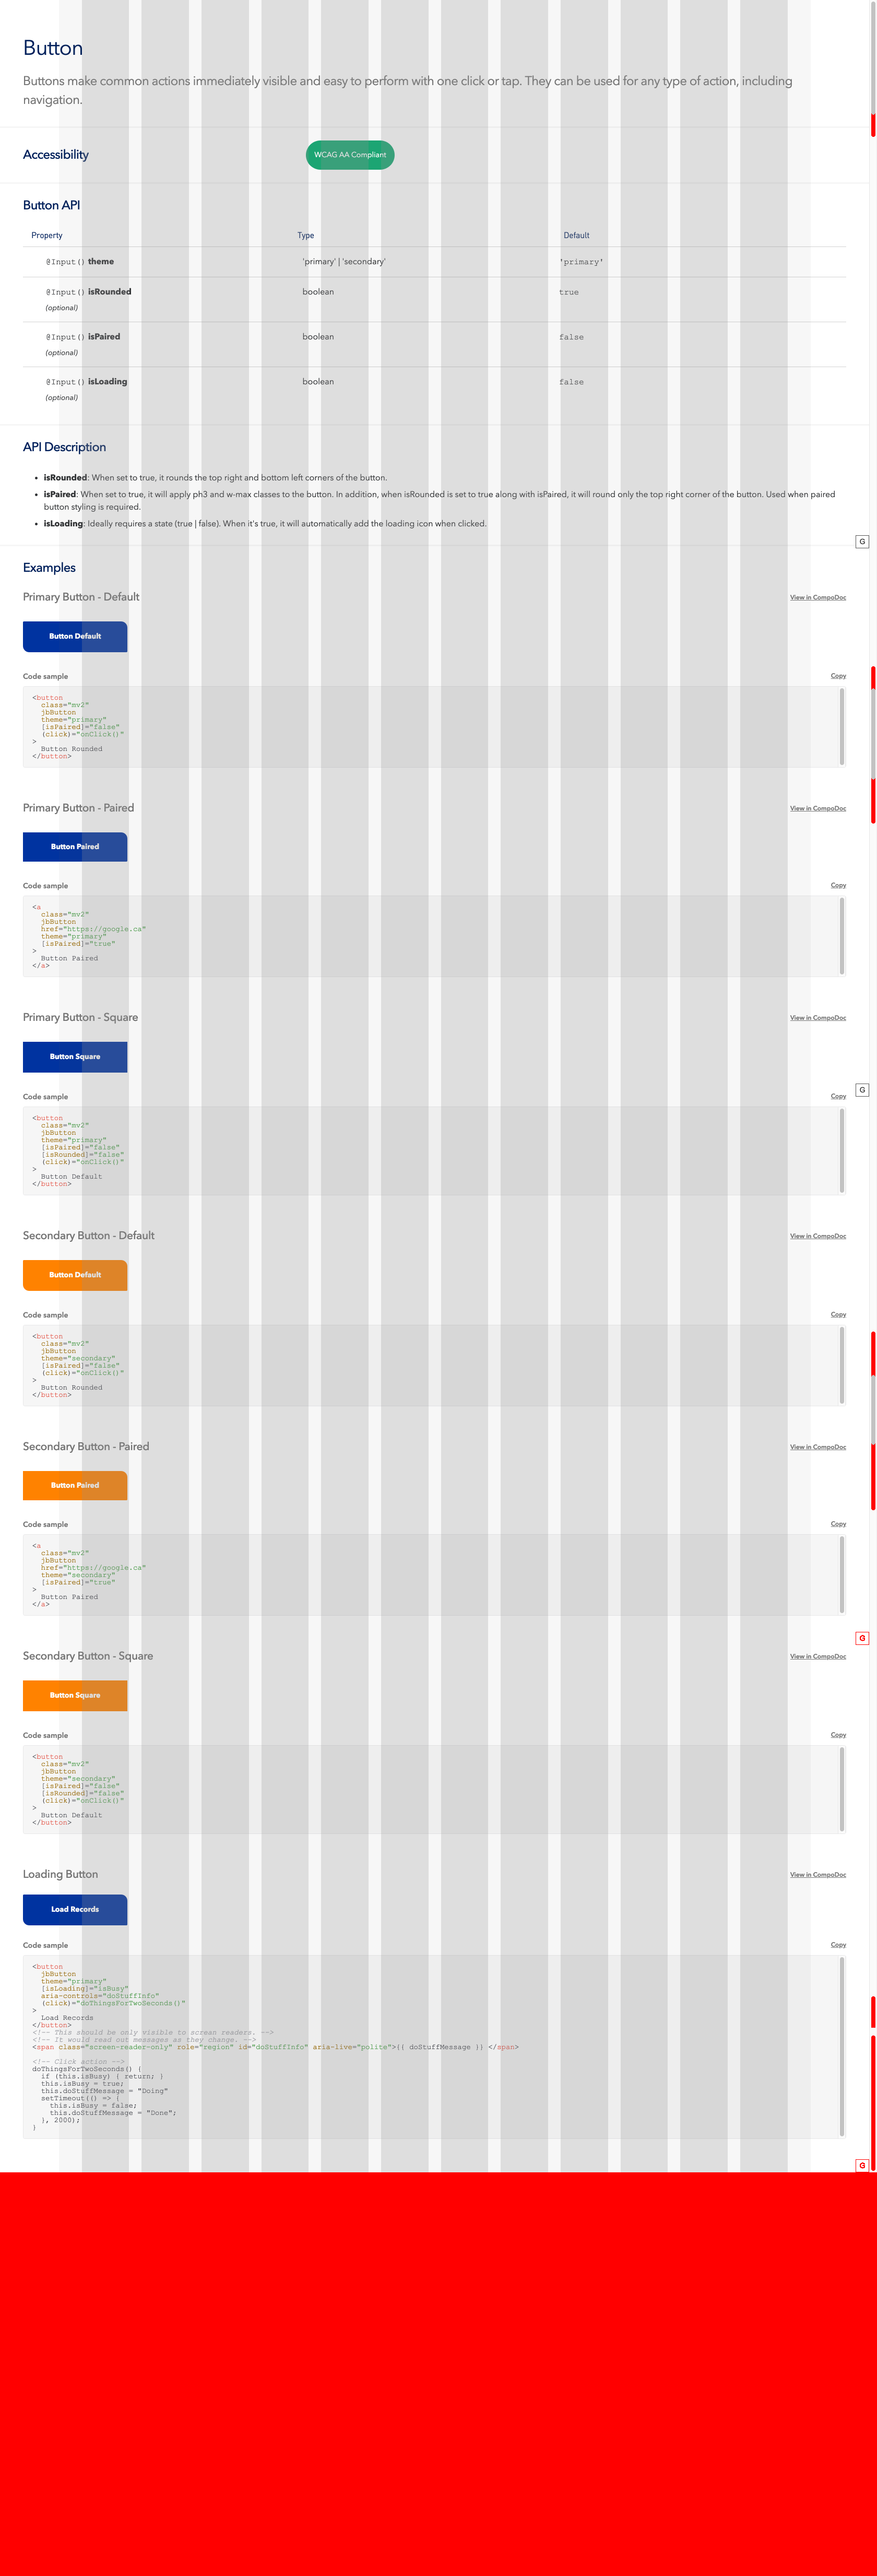 Button
Buttons make common actions immediately visible and easy to perform with one click or tap. They can be used for any type of action, including
navigation.
Accessibility
WCAG AA Compliant
Button API
Property Type Default
@Input() theme 'primary' | 'secondary' 'primary'
@Input() isRounded boolean true
(optional)
@Input() isPaired boolean false
(optional)
@Input() isLoading boolean false
(optional)
API Description
• isRounded: When set to true, it rounds the top right and bottom left corners of the button.
• isPaired: When set to true, it will apply ph3 and w-max classes to the button. In addition, when isRounded is set to true along with isPaired, it will round only the top right corner of the button. Used when paired
button styling is required.
• isLoading: Ideally requires a state (true | false). When it's true, it will automatically add the loading icon when clicked.
G
Examples
Primary Button - Default
View in CompoDoc
Button Default
Code sample
Copy
<button
class="mv2"
jbButton
theme="primary"
[isPaired]="false"
(click)="onClick()"
>
Button Rounded
</button>
Primary Button - Paired
View in CompoDoc
Button Paired
Code sample
Copy
<a
class="mv2"
jbButton
href="https://google.ca"
theme="primary"
[isPaired]="true"
>
Button Paired
</a>
Primary Button - Square
View in CompoDoc
Button Square
G
Code sample
Copy
<button
class="mv2"
jbButton
theme="primary"
[isPaired]="false"
[isRounded]="false"
(click)="onClick()"
>
Button Default
</button>
Secondary Button - Default
View in CompoDoc
Button Default
Code sample
Copy
<button
class="mv2"
jbButton
theme="secondary"
[isPaired]="false"
(click)="onClick()"
>
Button Rounded
</button>
Secondary Button - Paired
View in CompoDoc
Button Paired
Code sample
Copy
<a
class="mv2"
jbButton
href="https://google.ca"
theme="secondary"
[isPaired]="true"
>
Button Paired
</a>
G
Secondary Button - Square
View in CompoDoc
Button Square
Code sample
Copy
<button
class="mv2"
jbButton
theme="secondary"
[isPaired]="false"
[isRounded]="false"
(click)="onClick()"
>
Button Default
</button>
Loading Button
View in CompoDoc
Load Records
Code sample
Copy
<button
jbButton
theme="primary"
[isLoading]="isBusy"
aris-controls="doStuffInfo"
(click)="doThingsForTwoSeconds()"
>
Load Records
</button>
<!-- This should be only visible to screan readers. -->
<!-- It would read out messages as they change. -->
<span class="screen-reader-only" role="region" id="doStuffInfo" aria-live="polite">{{ doStuffMessage }} </span>
<!-- Click action -->
doThingsForTwoSeconds() {
if (this.isBusy) { return; }
this.isBusy = true;
this.doStuffMessage = "Doing"
setTimeout(() => {
this.isBusy = false;
this.doStuffMessage = "Done";
}, 2000);
}
G